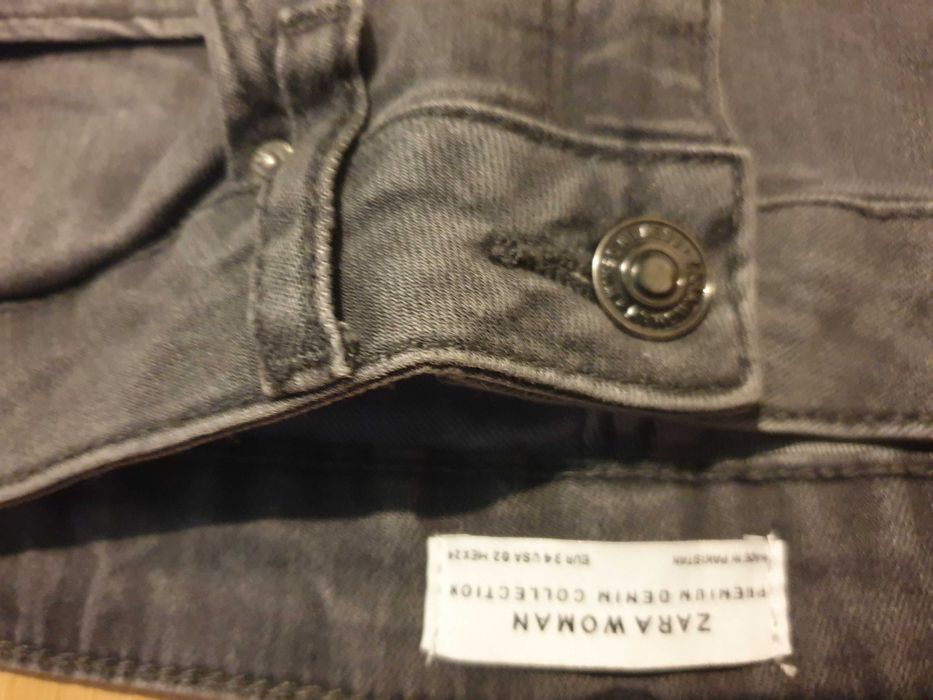 ZARA WOMAN
PREMIUM DENIM COLLECTION
MADE IN PAKISTAN EUR 34 USA 02 MEX 24